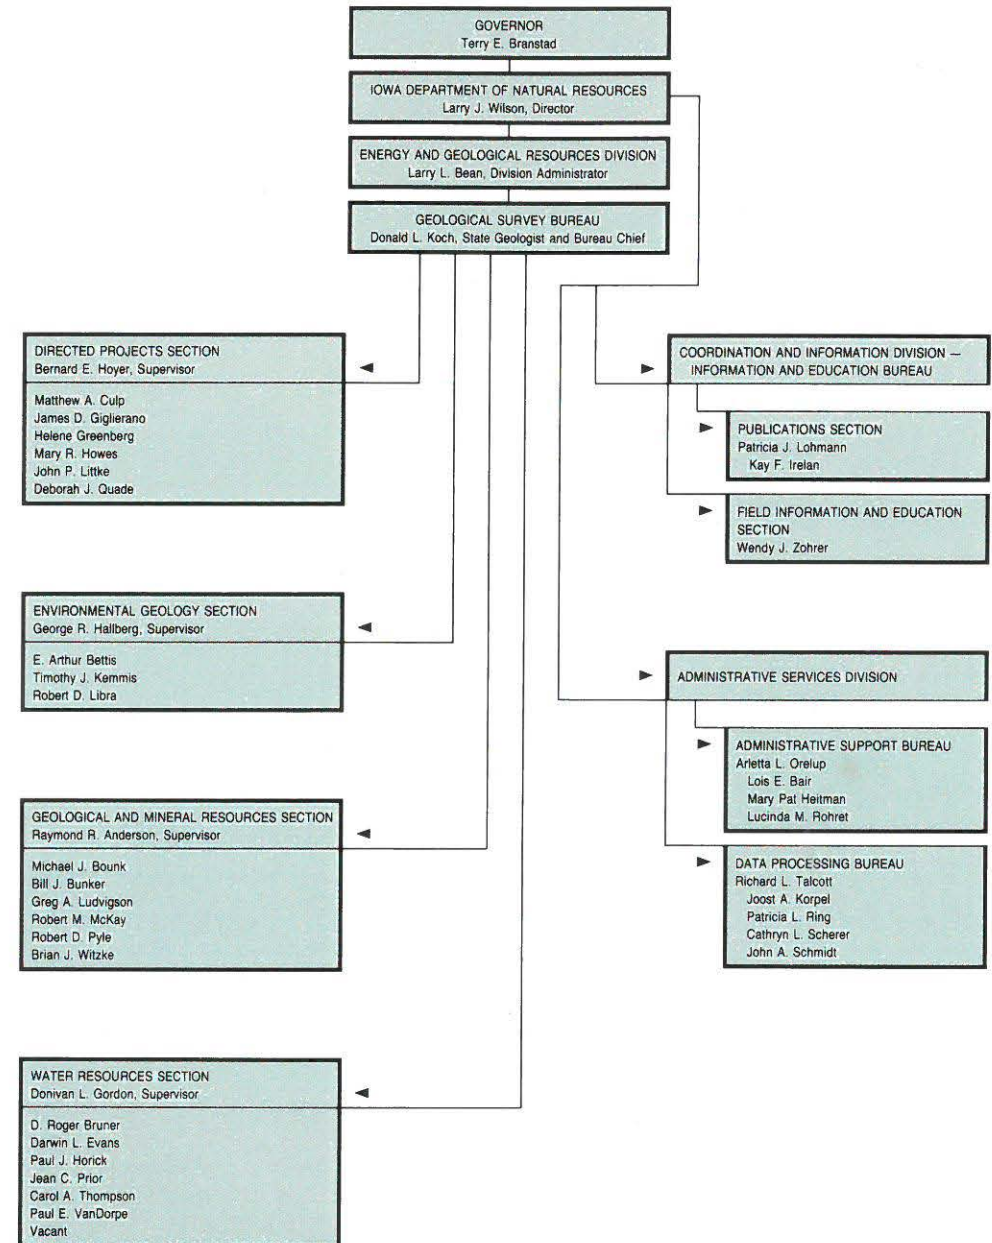 GOVERNOR
Terry E. Branstad
IOWA DEPARTMENT OF NATURAL RESOURCES
Larry J. Wilson, Director
ENERGY AND GEOLOGICAL RESOURCES DIVISION
Larry L. Bean, Division Administrator
GEOLOGICAL SURVEY BUREAU
Donald L. Koch, State Geologist and Bureau Chief
DIRECTED PROJECTS SECTION
Bernard E. Hoyer, Supervisor
Matthew A. Culp
James D. Giglierano
Helene Greenberg
Mary R. Howes
John P. Littke
Deborah J. Quade
ENVIRONMENTAL GEOLOGY SECTION
George R. Hallberg, Supervisor
E. Arthur Bettis
Timothy J. Kemmis
Robert D. Libra
GEOLOGICAL AND MINERAL RESOURCES SECTION
Raymond R. Anderson, Supervisor
Michael J. Bounk
Bill J. Bunker
Greg A. Ludvigson
Robert M. McKay
Robert D. Pyle
Brian J. Witzke
WATER RESOURCES SECTION
Donivan L. Gordon, Supervisor
D. Roger Bruner
Darwin L. Evans
Paul J. Horick
Jean C. Prior
Carol A. Thompson
Paul E. VanDorpe
Vacant
COORDINATION AND INFORMATION DIVISION —
INFORMATION AND EDUCATION BUREAU
PUBLICATIONS SECTION
Patricia J. Lohmann
Kay F. Irelan
FIELD INFORMATION AND EDUCATION
SECTION
Wendy J. Zohrer
ADMINISTRATIVE SERVICES DIVISION
ADMINISTRATIVE SUPPORT BUREAU
Arletta L. Orelup
Lois E. Bair
Mary Pat Heitman
Lucinda M. Rohret
DATA PROCESSING BUREAU
Richard L. Talcott
Joost A. Korpel
Patricia L. Ring
Cathryn L. Scherer
John A. Schmidt